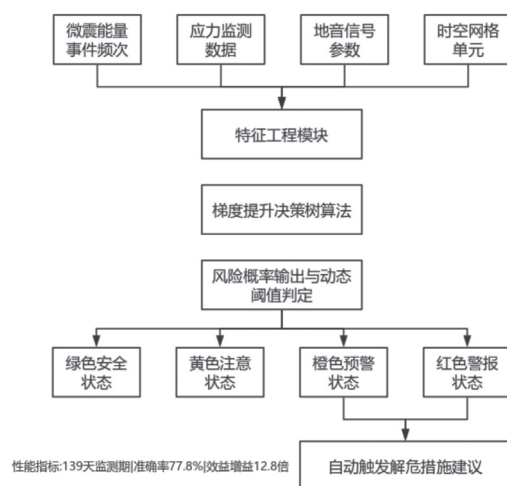 微震能量
事件频次
应力监测
数据
地音信号
参数
时空网格
单元
特征工程模块
梯度提升决策树算法
风险概率输出与动态
阈值判定
绿色安全
状态
黄色注意
状态
橙色预警
状态
红色警报
状态
性能指标:139天监测期|准确率77.8%|效益增益12.8倍
自动触发解危措施建议